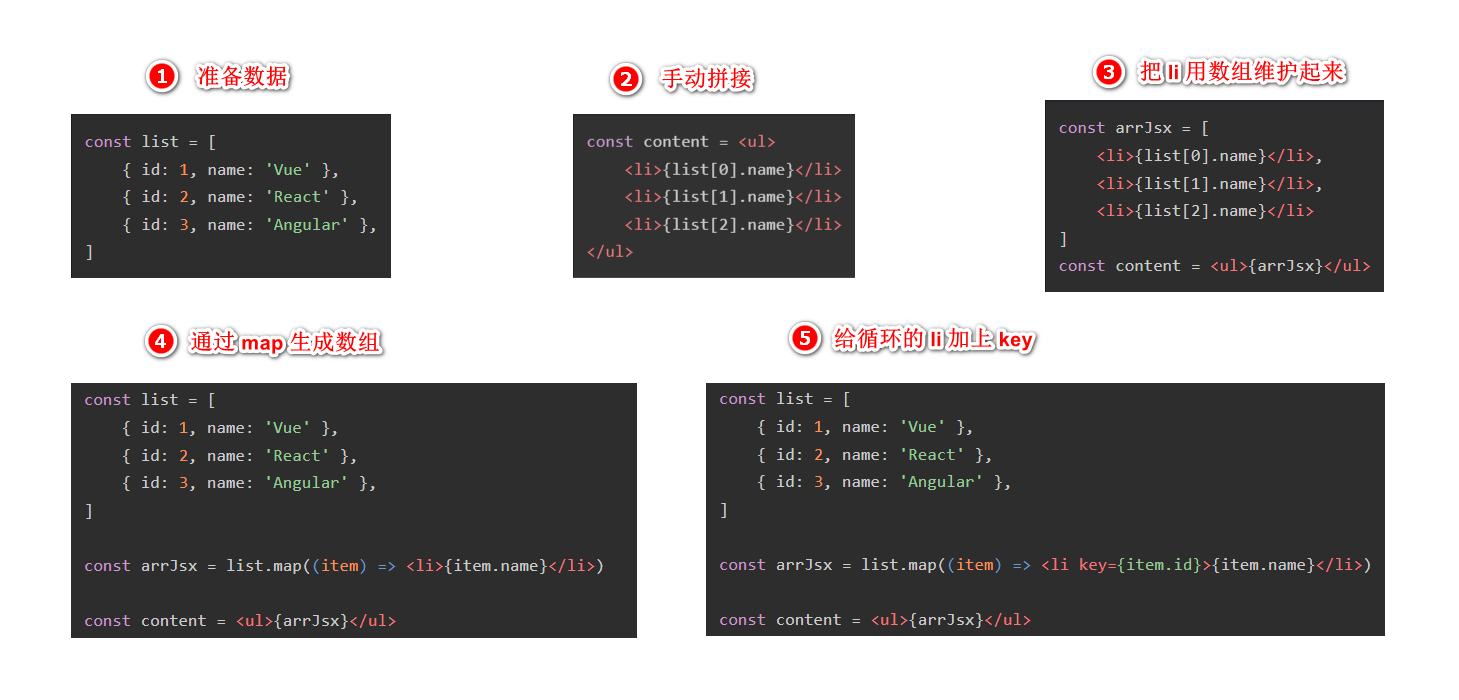 1 准备数据
const list = [
    { id: 1, name: 'Vue' },
    { id: 2, name: 'React' },
    { id: 3, name: 'Angular' },
]
2 手动拼接
const content = <ul>
    <li>{list[0].name}</li>
    <li>{list[1].name}</li>
    <li>{list[2].name}</li>
</ul>
3 把 li 用数组维护起来
const arrJsx = [
    <li>{list[0].name}</li>,
    <li>{list[1].name}</li>,
    <li>{list[2].name}</li>
]
const content = <ul>{arrJsx}</ul>
4 通过 map 生成数组
const list = [
    { id: 1, name: 'Vue' },
    { id: 2, name: 'React' },
    { id: 3, name: 'Angular' },
]
const arrJsx = list.map((item) => <li>{item.name}</li>)
const content = <ul>{arrJsx}</ul>
5 给循环的 li 加上 key
const list = [
    { id: 1, name: 'Vue' },
    { id: 2, name: 'React' },
    { id: 3, name: 'Angular' },
]
const arrJsx = list.map((item) => <li key={item.id}>{item.name}</li>)
const content = <ul>{arrJsx}</ul>